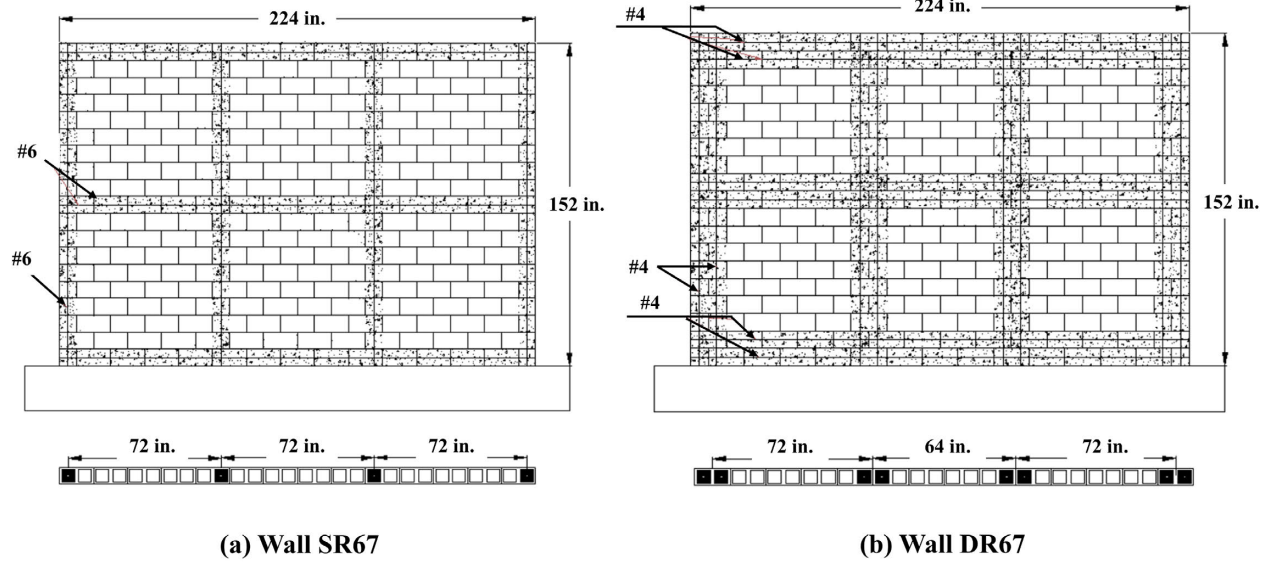 224 in.
#6
152 in.
#6
72 in.
72 in.
72 in.
(a) Wall SR67
#4
224 in.
152 in.
#4
#4
72 in.
64 in.
72 in.
(b) Wall DR67